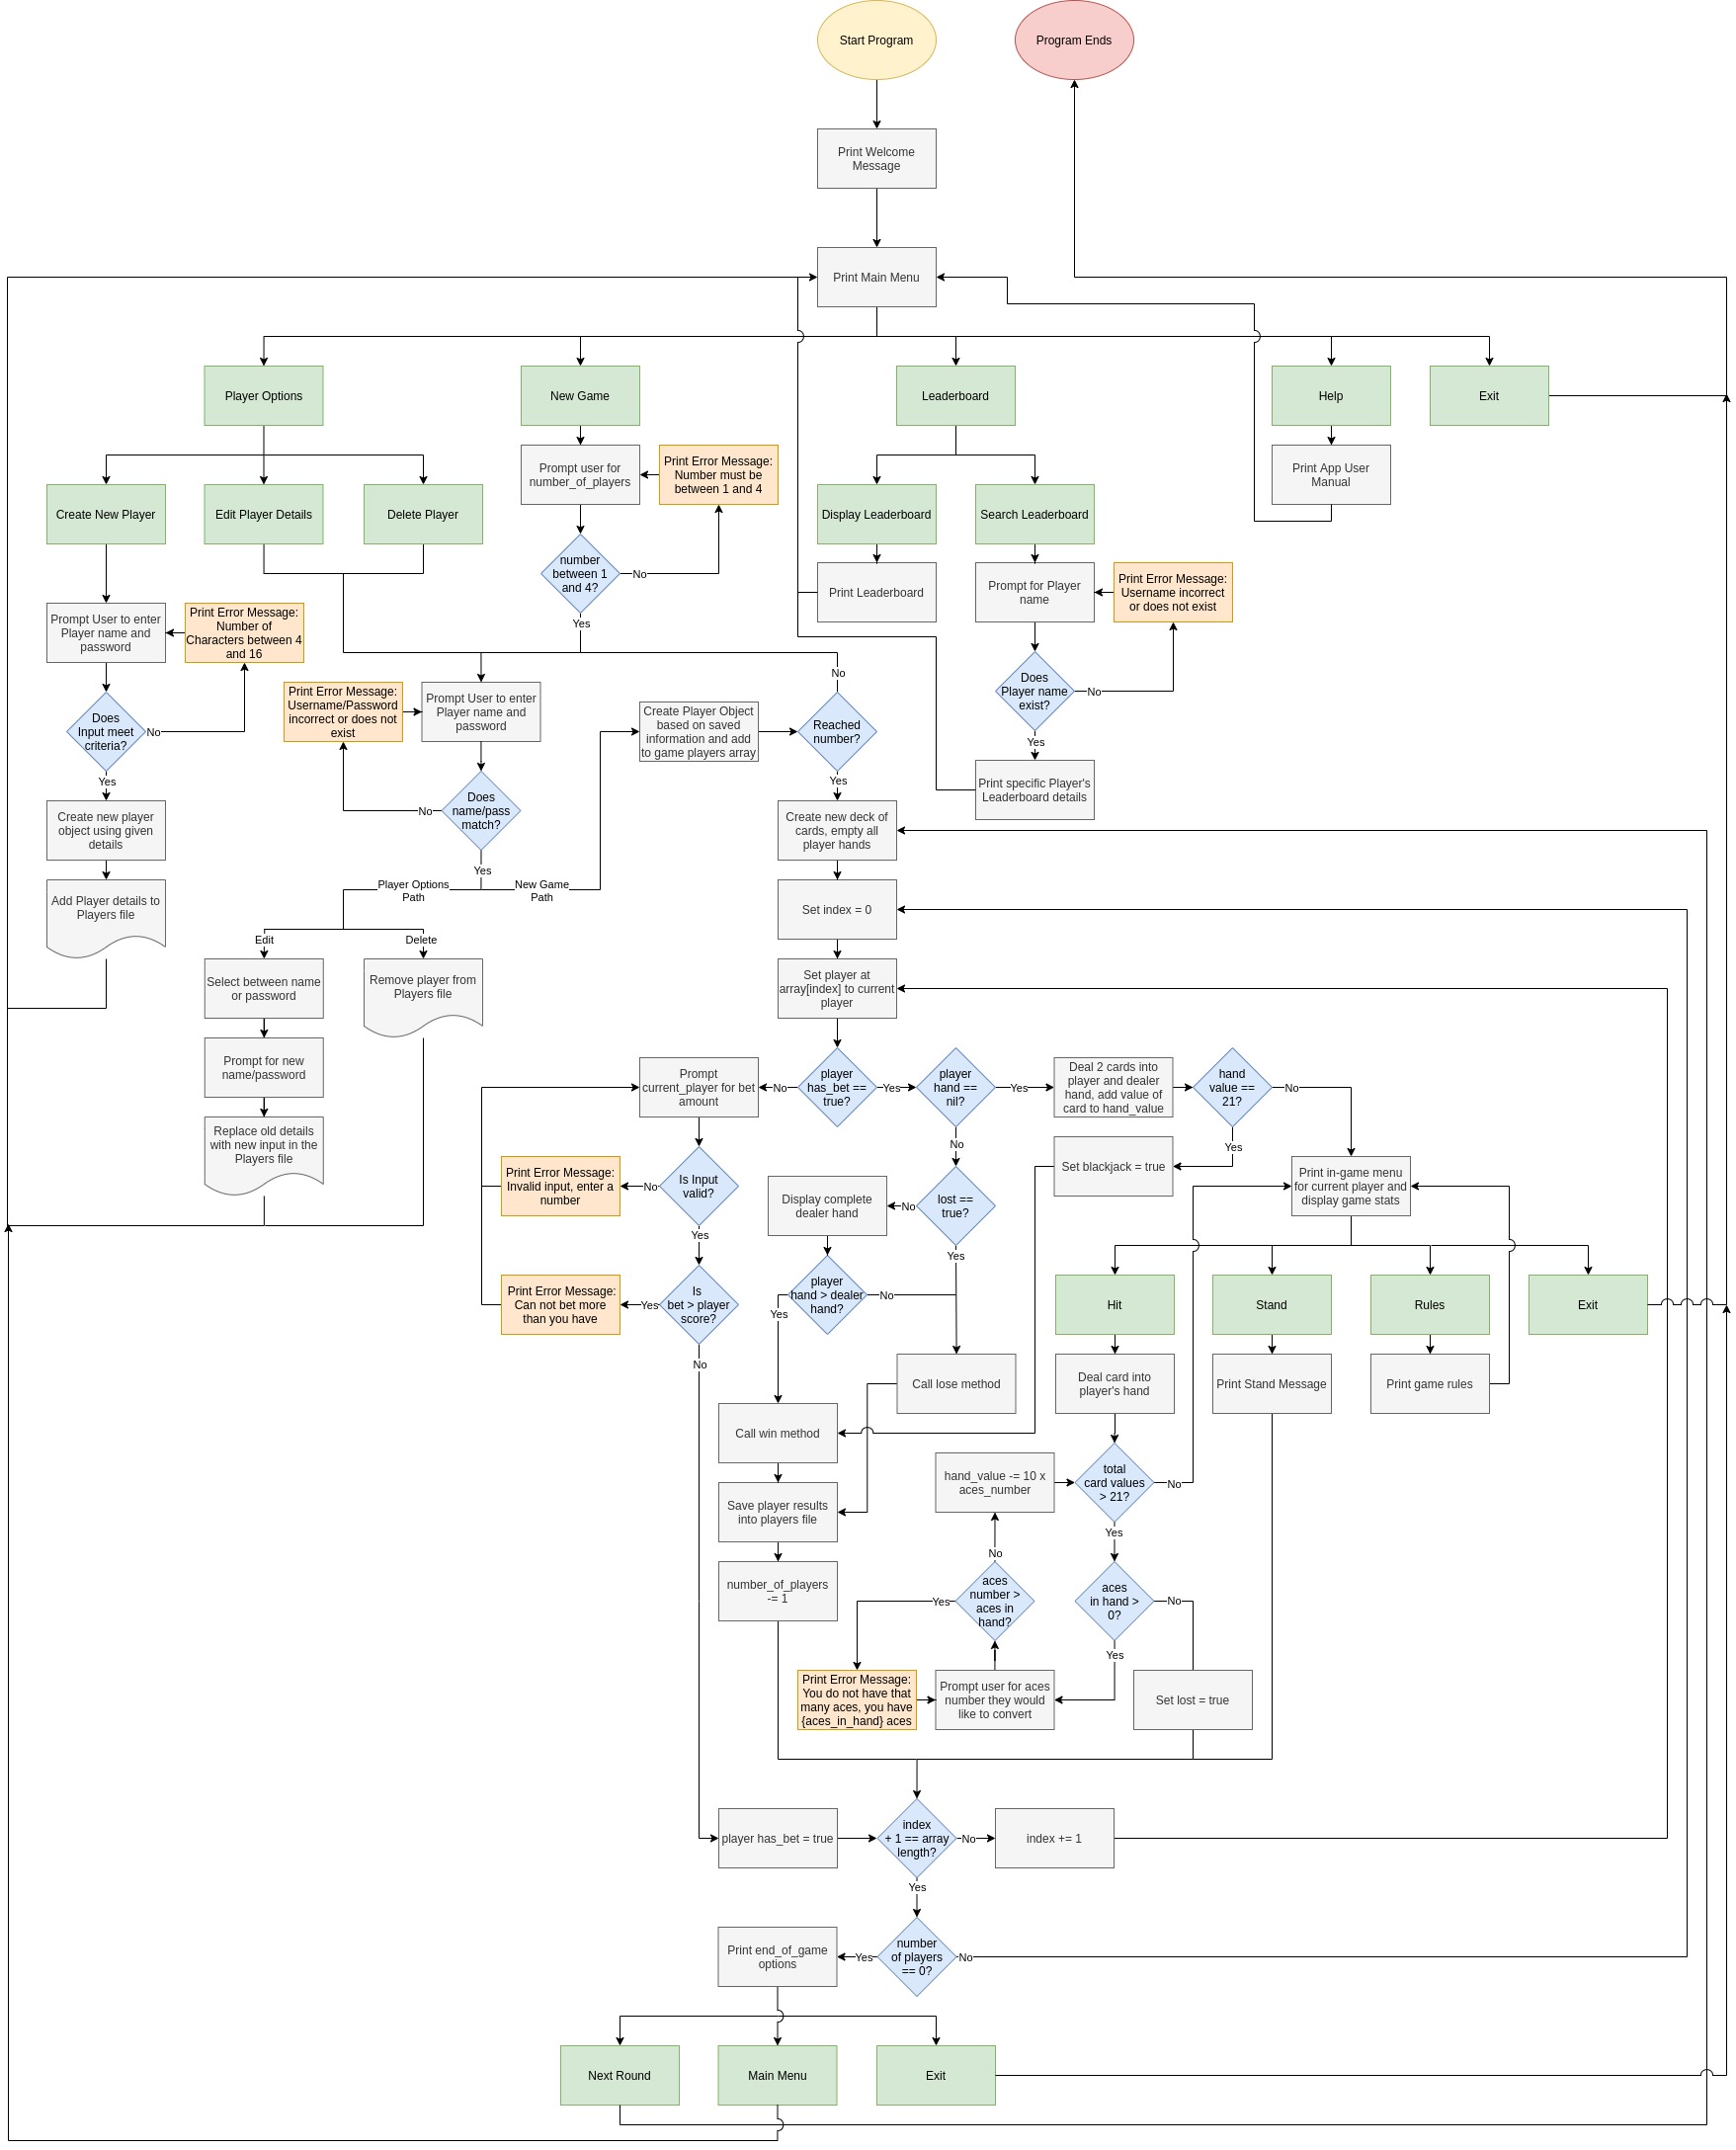 Start Program
Program Ends
Print Welcome
Message
Print Main Menu
Player Options
New Game
Leaderboard
Help
Exit
Prompt user for
number_of_players
Print Error Message:
Number must be
between 1 and 4
Print App User
Manual
Create New Player
Edit Player Details
Delete Player
Display Leaderboard
Search Leaderboard
number
between 1
and 4?
No
Yes
Print Leaderboard
Prompt for Player
name
Print Error Message:
Username incorrect
or does not exist
Prompt User to enter
Player name and
password
Print Error Message:
Number of
Characters between 4
and 16
Does
Player name
exist?
No
Yes
Print Error Message:
Username/Password
incorrect or does not
exist
Prompt User to enter
Player name and
password
Create Player Object
based on saved
information and add
to game players array
No
Reached
number?
Yes
Does
Input meet
criteria?
No
Yes
Print specific Player's
Leaderboard details
Does
name/pass
match?
No
Yes
Create new player
object using given
details
Create new deck of
cards, empty all
player hands
Player Options
Path
New Game
Path
Add Player details to
Players file
Set index = 0
Edit
Delete
Select between name
or password
Remove player from
Players file
Set player at
array[index] to current
player
Prompt for new
name/password
Replace old details
with new input in the
Players file
Prompt
current_player for bet
amount
No
player
has_bet ==
true?
Yes
player
hand ==
nil?
Yes
Deal 2 cards into
player and dealer
hand, add value of
card to hand_value
hand
value ==
21?
No
Yes
No
Set blackjack = true
Print in-game menu
for current player and
display game stats
Print Error Message:
Invalid input, enter a
number
No
Is Input
valid?
Yes
Display complete
dealer hand
No
lost ==
true?
Yes
Print Error Message:
Can not bet more
than you have
Yes
Is
bet > player
score?
No
player
hand > dealer
hand?
No
Yes
Hit
Stand
Rules
Exit
Call lose method
Deal card into
player's hand
Print Stand Message
Print game rules
Call win method
hand_value -= 10 x
aces_number
total
card values
> 21?
No
Yes
Save player results
into players file
number_of_players
-= 1
No
aces
number >
aces in
hand?
Yes
aces
in hand >
0?
No
Yes
Print Error Message:
You do not have that
many aces, you have
{aces_in_hand} aces
Prompt user for aces
number they would
like to convert
Set lost = true
player has_bet = true
index
+ 1 == array
length?
No
index += 1
Yes
Print end_of_game
options
Yes
number
of players
== 0?
No
Next Round
Main Menu
Exit